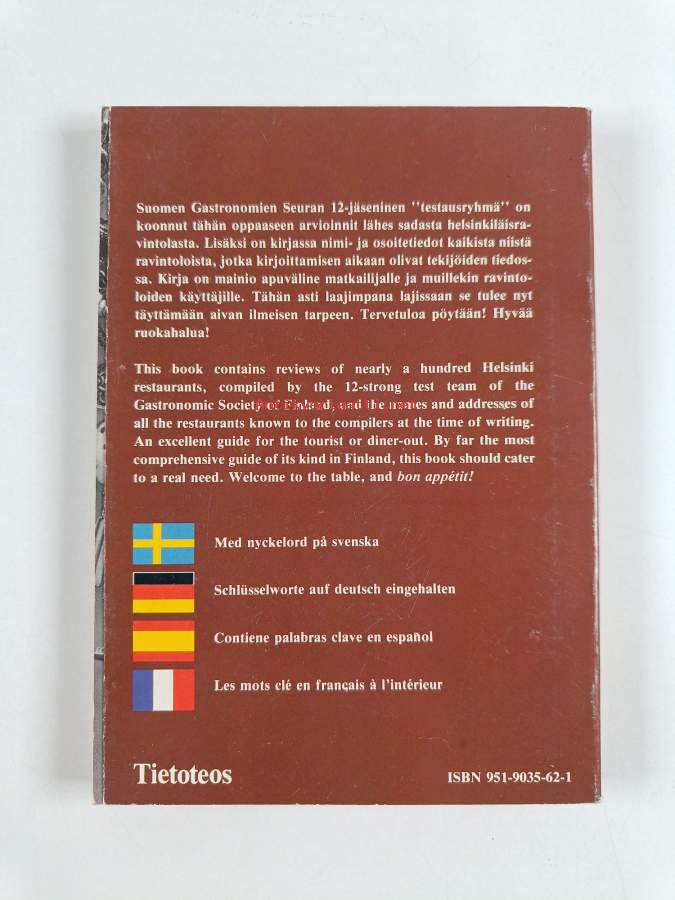 Suomen Gastronomien Seuran 12-jäseninen "testausryhmä" on
koonnut tähän oppaaseen arvioinnit lähes sadasta helsinkiläisra-
vintolasta. Lisäksi on kirjassa nimi- ja osoitetiedot kaikista niistä
ravintoloista, jotka kirjoittamisen aikaan olivat tekijöiden tiedos-
sa. Kirja on mainio apuväline matkailijalle ja muillekin ravinto-
loiden käyttäjille. Tähän asti laajimpana lajissaan se tulee nyt
täyttämään aivan ilmeisen tarpeen. Tervetuloa pöytään! Hyvää
ruokahalua!
This book contains reviews of nearly a hundred Helsinki
restaurants, compiled by the 12-strong test team of the
Gastronomic Society of Finland, and the names and addresses of
all the restaurants known to the compilers at the time of writing.
An excellent guide for the tourist or diner-out. By far the most
comprehensive guide of its kind in Finland, this book should cater
to a real need. Welcome to the table, and bon appétit!
Med nyckelord på svenska
Schlüsselworte auf deutsch eingehalten
Contiene palabras clave en español
Les mots clé en français à l'intérieur
Tietoteos
ISBN 951-9035-62-1